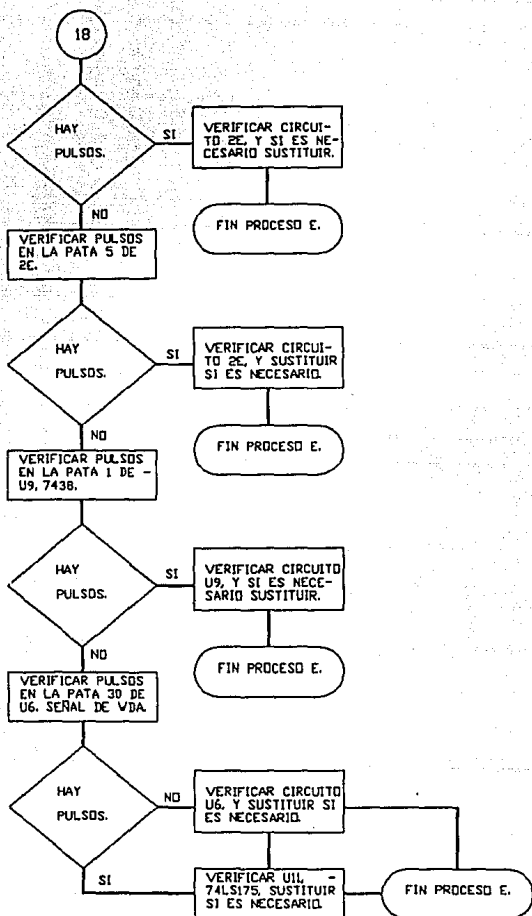 18
HAY
PULSOS.
SI
VERIFICAR CIRCUI-
TO 2E, Y SI ES NE-
CESARIO SUSTITUIR.
FIN PROCESO E.
NO
VERIFICAR PULSOS
EN LA PATA 5 DE
2E.
HAY
PULSOS.
SI
VERIFICAR CIRCUI-
TO 2E, Y SUSTITUIR
SI ES NECESARIO.
FIN PROCESO E.
NO
VERIFICAR PULSOS
EN LA PATA 1 DE -
U9, 7438.
HAY
PULSOS.
SI
VERIFICAR CIRCUITO
U9, Y SI ES NECE-
SARIO SUSTITUIR.
FIN PROCESO E.
NO
VERIFICAR PULSOS
EN LA PATA 30 DE
U6. SEÑAL DE WDA.
HAY
PULSOS.
NO
VERIFICAR CIRCUITO
U6, Y SUSTITUIR SI
ES NECESARIO.
SI
VERIFICAR U11, -
74LS175, SUSTITUIR
SI ES NECESARIO.
FIN PROCESO E.